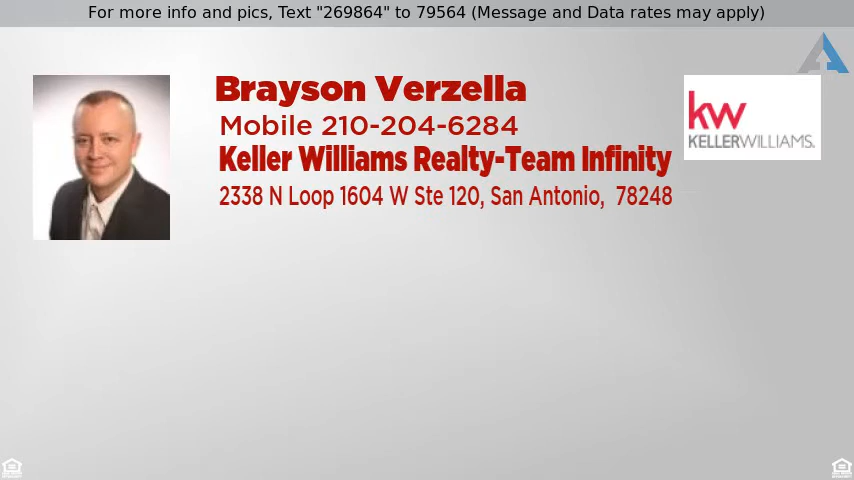 For more info and pics, Text "269864" to 79564 (Message and Data rates may apply)
Brayson Verzella
Mobile 210-204-6284
Keller Williams Realty-Team Infinity
2338 N Loop 1604 W Ste 120, San Antonio,  78248
kw
KELLERWILLIAMS.